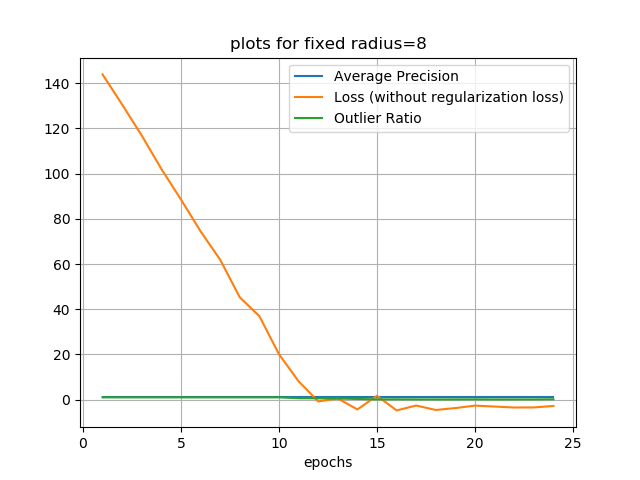 plots for fixed radius=8
Average Precision
Loss (without regularization loss)
Outlier Ratio
140
120
100
80
60
40
20
0
0 5 10 15 20 25
epochs